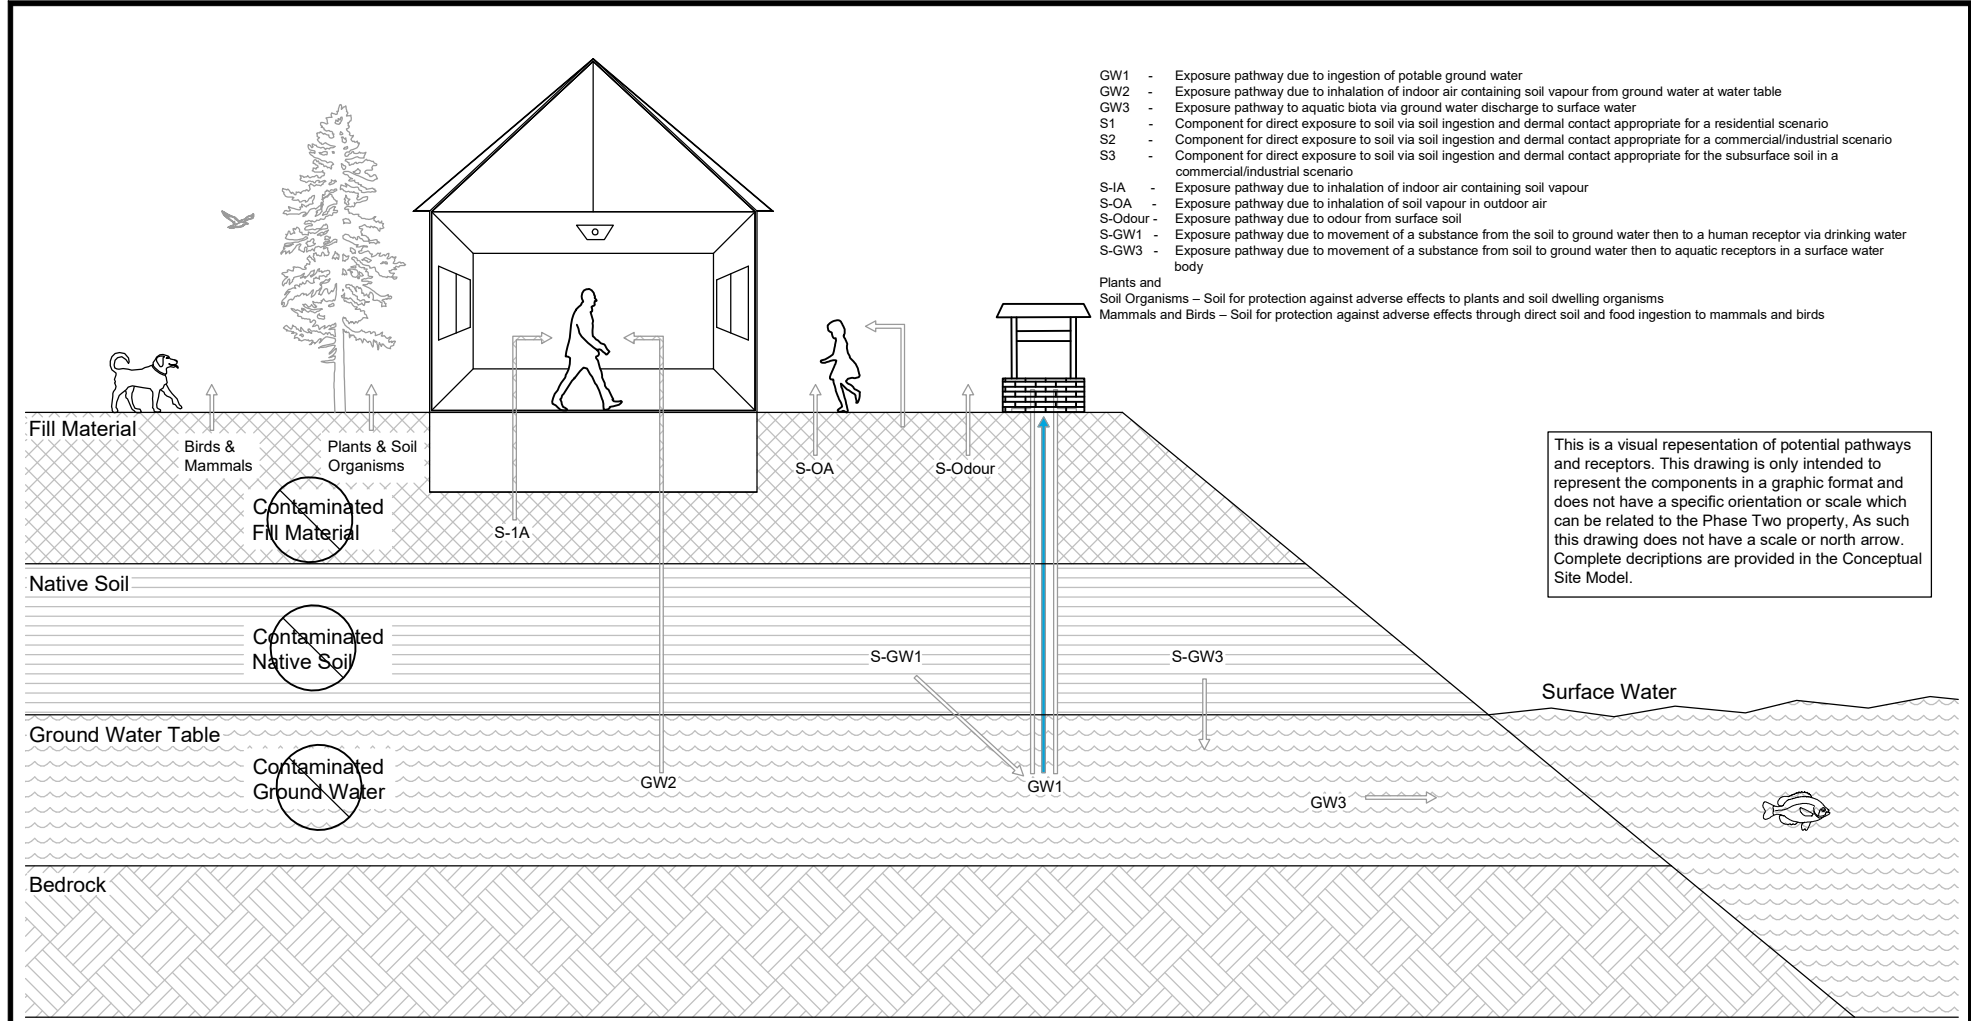 GW1 - Exposure pathway due to ingestion of potable ground water
GW2 - Exposure pathway due to inhalation of indoor air containing soil vapour from ground water at water table
GW3 - Exposure pathway to aquatic biota via ground water discharge to surface water
S1 - Component for direct exposure to soil via soil ingestion and dermal contact appropriate for a residential scenario
S2 - Component for direct exposure to soil via soil ingestion and dermal contact appropriate for a commercial/industrial scenario
S3 - Component for direct exposure to soil via soil ingestion and dermal contact appropriate for the subsurface soil in a
commercial/industrial scenario
S-IA - Exposure pathway due to inhalation of indoor air containing soil vapour
S-OA - Exposure pathway due to inhalation of soil vapour in outdoor air
S-Odour - Exposure pathway due to odour from surface soil
S-GW1 - Exposure pathway due to movement of a substance from the soil to ground water then to a human receptor via drinking water
S-GW3 - Exposure pathway due to movement of a substance from soil to ground water then to aquatic receptors in a surface water
body
Plants and
Soil Organisms – Soil for protection against adverse effects to plants and soil dwelling organisms
Mammals and Birds – Soil for protection against adverse effects through direct soil and food ingestion to mammals and birds
Fill Material
Birds &
Mammals
Plants & Soil
Organisms
S-OA
S-Odour
Contaminated
Fill Material
S-1A
This is a visual repesentation of potential pathways
and receptors. This drawing is only intended to
represent the components in a graphic format and
does not have a specific orientation or scale which
can be related to the Phase Two property, As such
this drawing does not have a scale or north arrow.
Complete decriptions are provided in the Conceptual
Site Model.
Native Soil
Contaminated
Native Soil
S-GW1
S-GW3
Surface Water
Ground Water Table
Contaminated
Ground Water
GW2
GW1
GW3
Bedrock